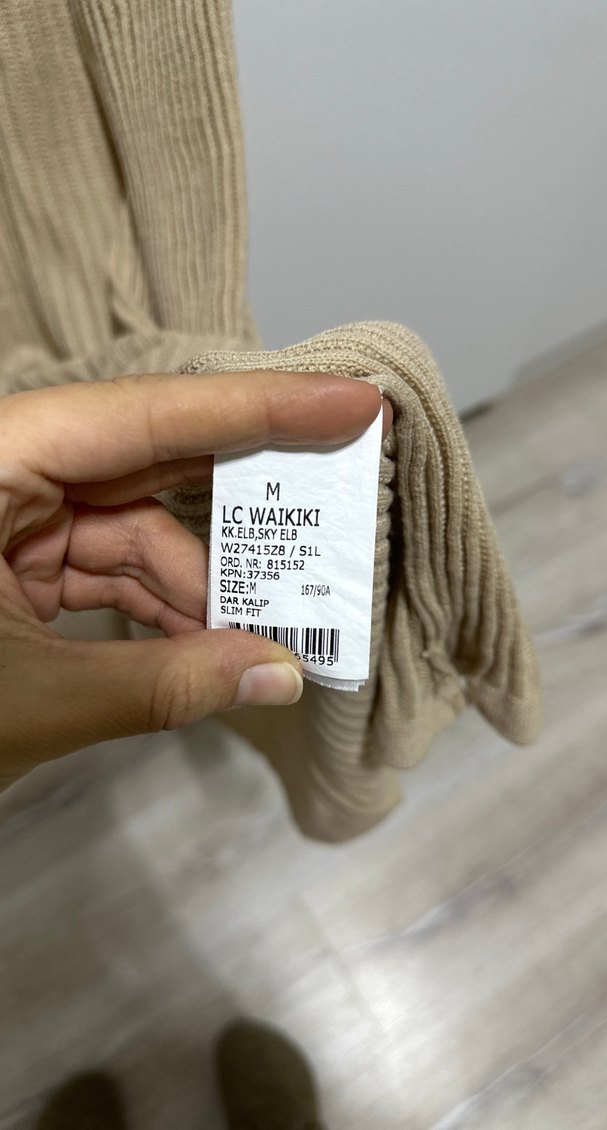 M
LC WAIKIKI
KK.ELB,SKY ELB
W27415Z8 / S1L
ORD. NR: 815152
KPN:37356
SIZE:M 167/90A
DAR KALIP
SLIM FIT
55495